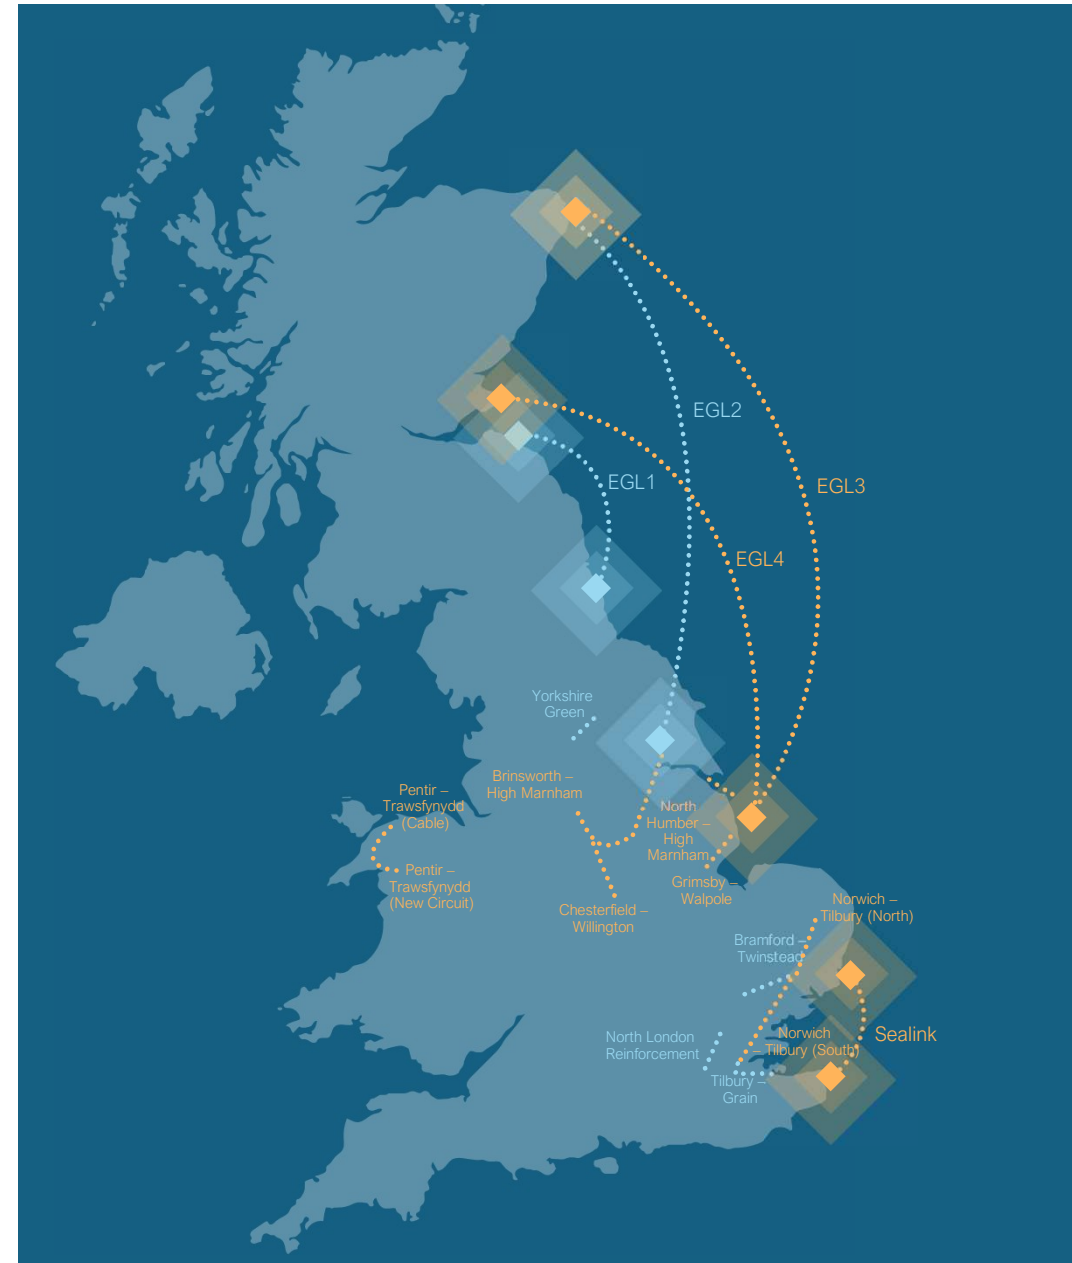 EGL2
EGL1
EGL3
EGL4
Yorkshire
Green
Brinsworth –
High Marnham
Pentir –
Trawsfynydd
(Cable)
Pentir –
Trawsfynydd
(New Circuit)
North
Humber –
High
Marnham
Grimsby –
Walpole
Chesterfield –
Willington
Norwich –
Tilbury (North)
Bramford –
Twinstead
North London
Reinforcement
Norwich
– Tilbury (South)
Sealink
Tilbury –
Grain